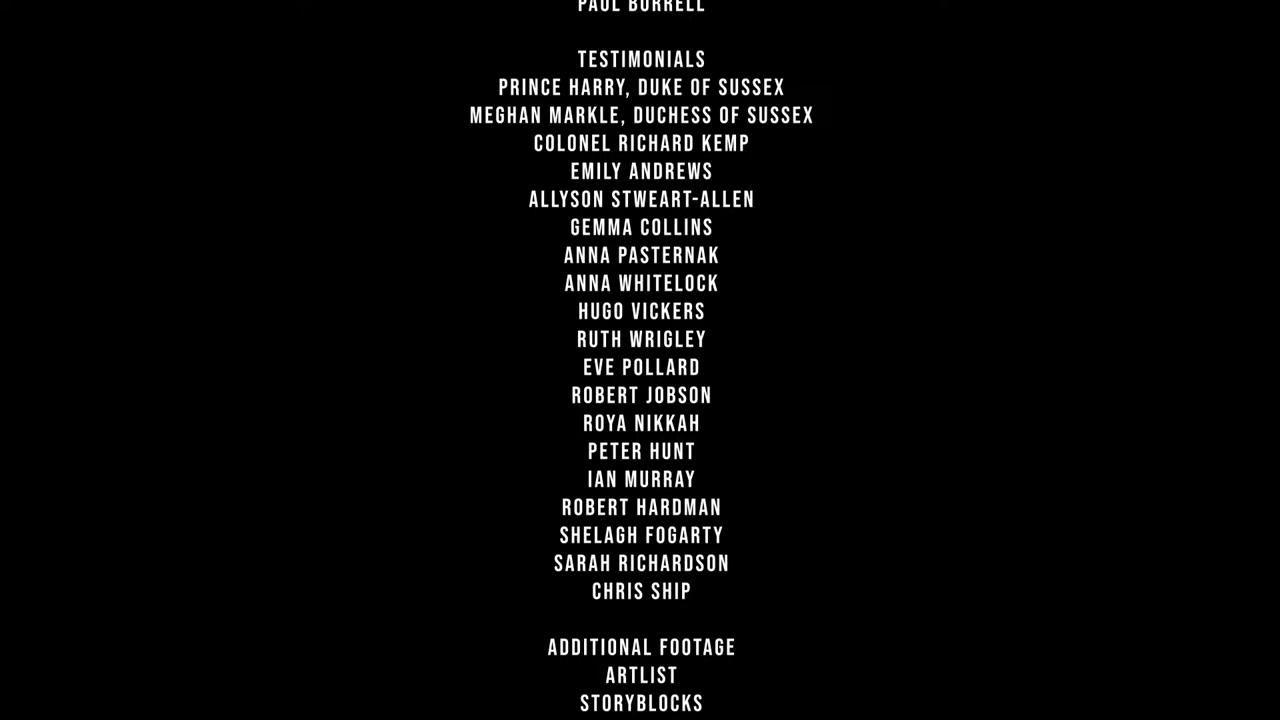 PAUL BURRELL
TESTIMONIALS
PRINCE HARRY, DUKE OF SUSSEX
MEGHAN MARKLE, DUCHESS OF SUSSEX
COLONEL RICHARD KEMP
EMILY ANDREWS
ALLYSON STWEART-ALLEN
GEMMA COLLINS
ANNA PASTERNAK
ANNA WHITELOCK
HUGO VICKERS
RUTH WRIGLEY
EVE POLLARD
ROBERT JOBSON
ROYA NIKKAH
PETER HUNT
IAN MURRAY
ROBERT HARDMAN
SHELAGH FOGARTY
SARAH RICHARDSON
CHRIS SHIP
ADDITIONAL FOOTAGE
ARTLIST
STORYBLOCKS